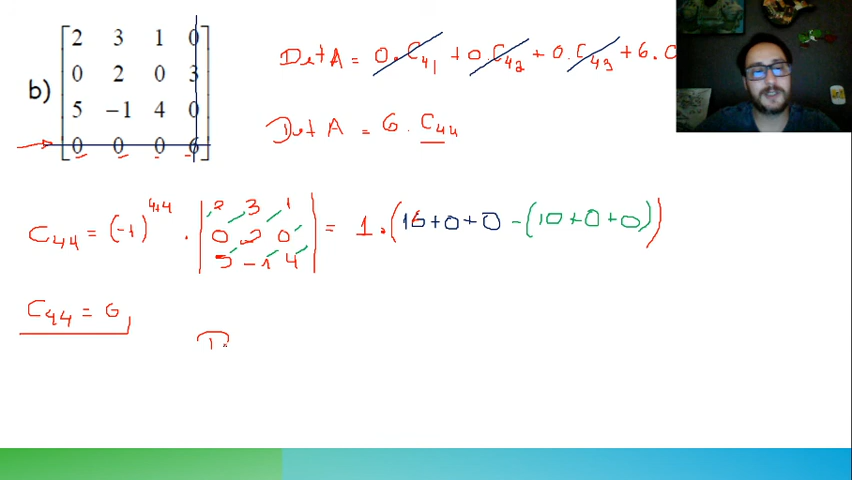 b)
2 3 1 0
0 2 0 3
5 -1 4 0
0 0 0 6
Det A = 0.C41 + 0.C42 + 0.C43 + 6.C
Det A = 6. C44
C44 = (-1)^4+4 . | 2 3 1 | = 1.(16+0+0 -(10+0+0))
0 2 0
5 -1 4
C44 = 6,
D